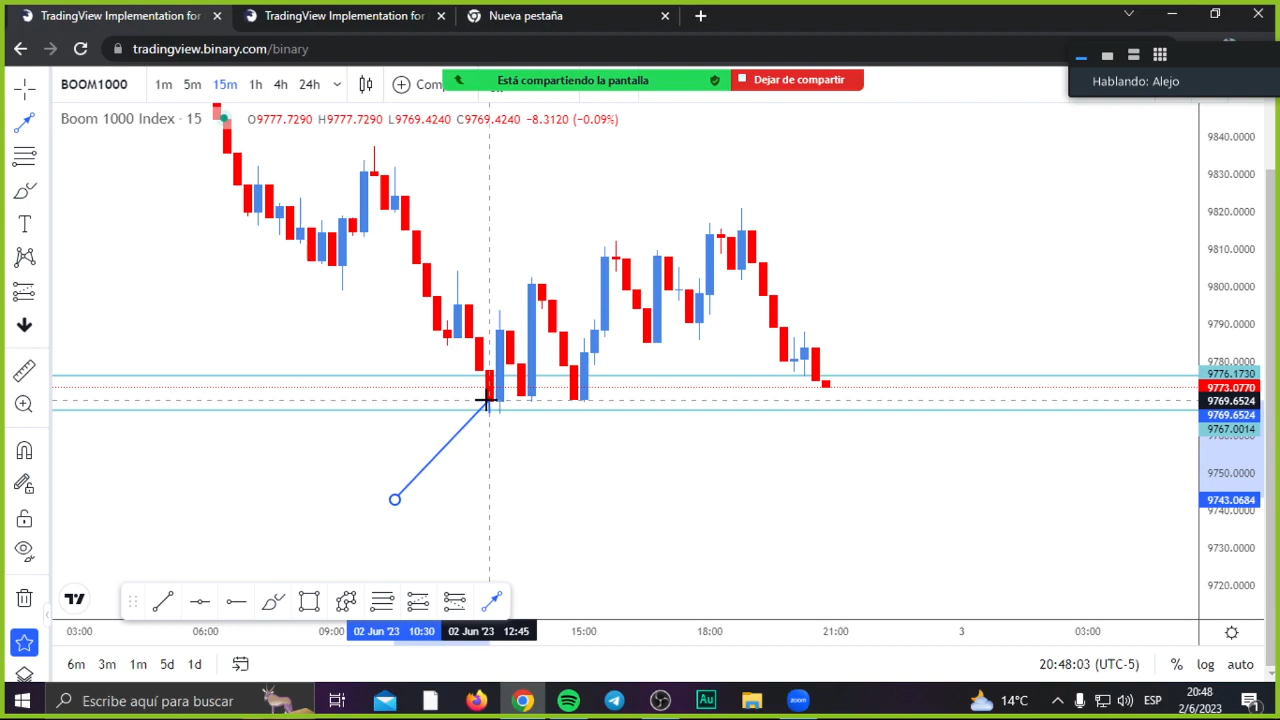 TradingView Implementation for
TradingView Implementation for
Nueva pestaña
tradingview.binary.com/binary
Hablando: Alejo
BOOM1000
1m 5m 15m 1h 4h 24h
Está compartiendo la pantalla
Dejar de compartir
Boom 1000 Index · 15
O9777.7290 H9777.7290 L9769.4240 C9769.4240 -8.3120 (-0.09%)
9840.0000
9830.0000
9820.0000
9810.0000
9800.0000
9790.0000
9780.0000
9776.1730
9773.0770
9769.6524
9769.6524
9767.0014
9750.0000
9743.0684
9740.0000
9730.0000
9720.0000
03:00 06:00 09:00 02 Jun '23 10:30 02 Jun '23 12:45 15:00 18:00 21:00 3 03:00
6m 3m 1m 5d 1d
20:48:03 (UTC-5) % log auto
Escribe aquí para buscar
Au
zoom
14°C
ESP
20:48
2/6/2023